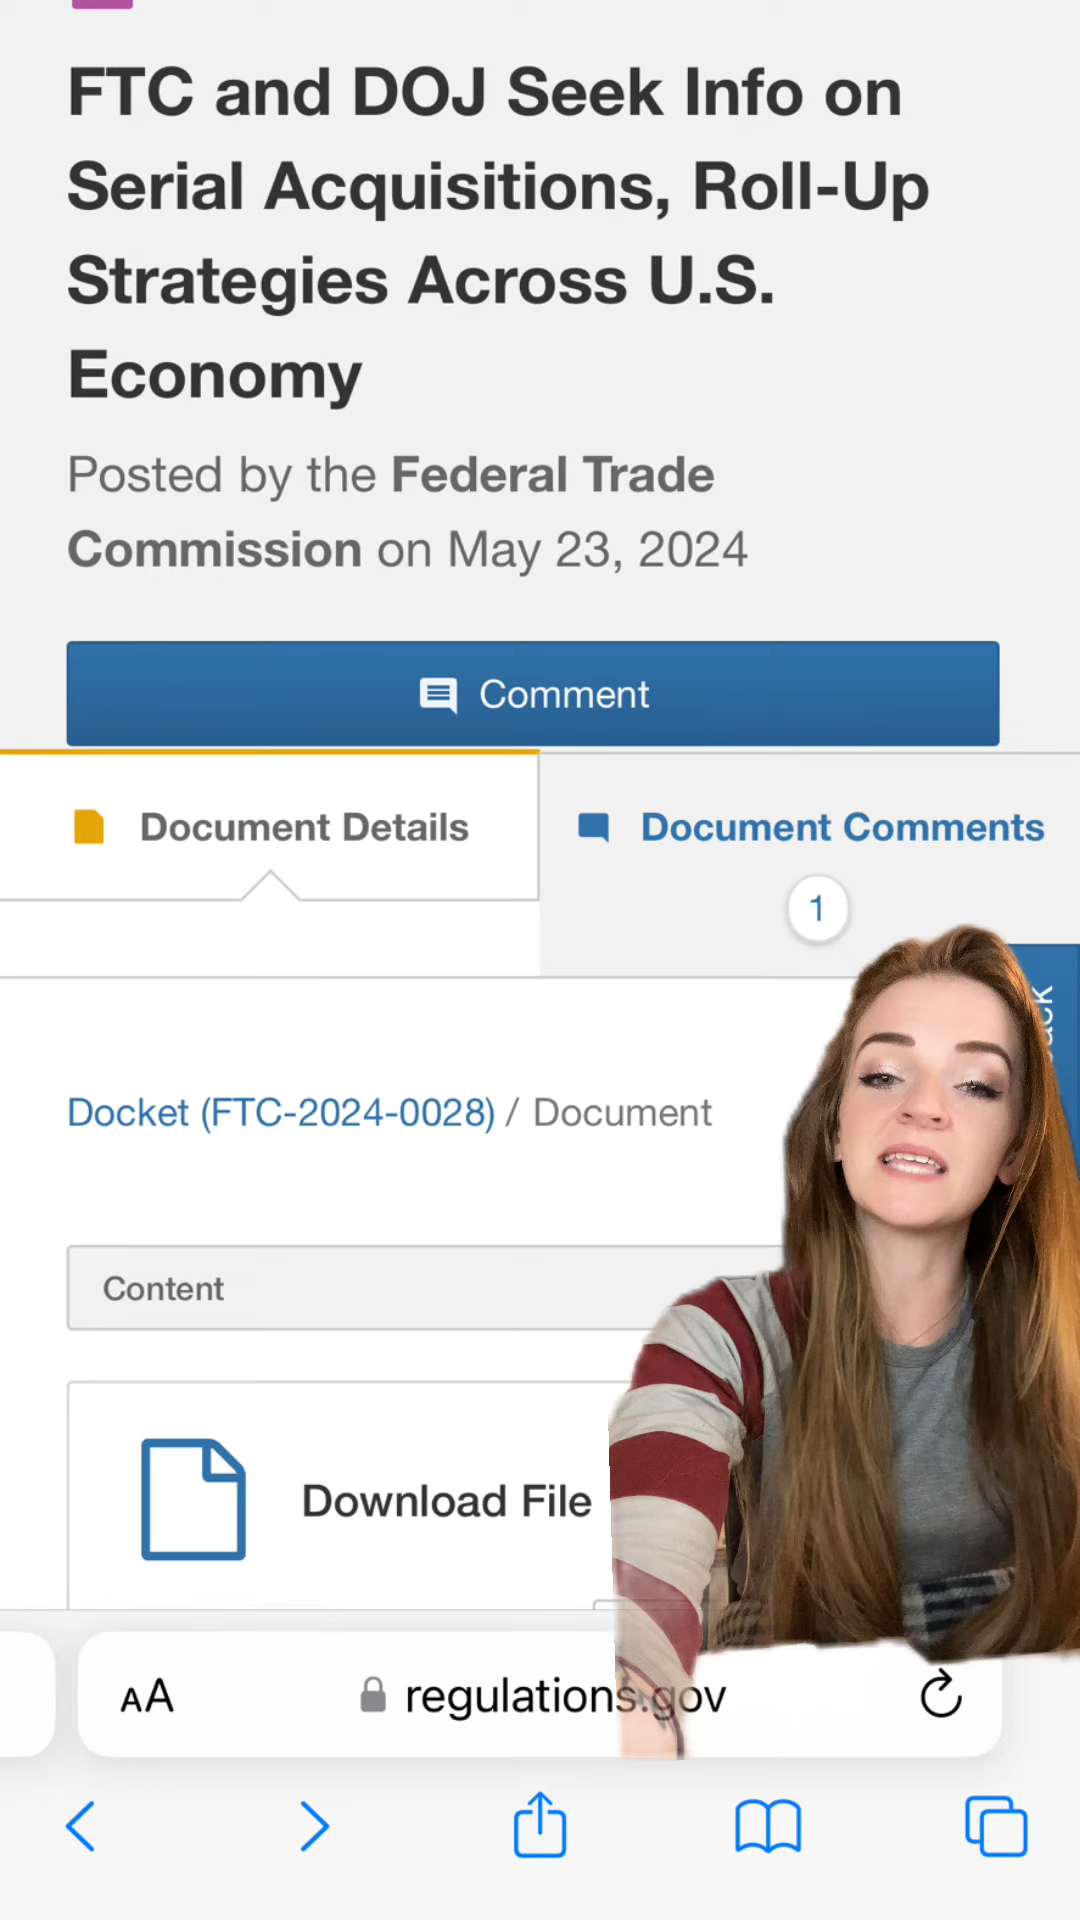 FTC and DOJ Seek Info on
Serial Acquisitions, Roll-Up
Strategies Across U.S.
Economy
Posted by the Federal Trade
Commission on May 23, 2024
Comment
Document Details
Document Comments
1
Docket (FTC-2024-0028) / Document
Content
Download File
AA
regulations.gov